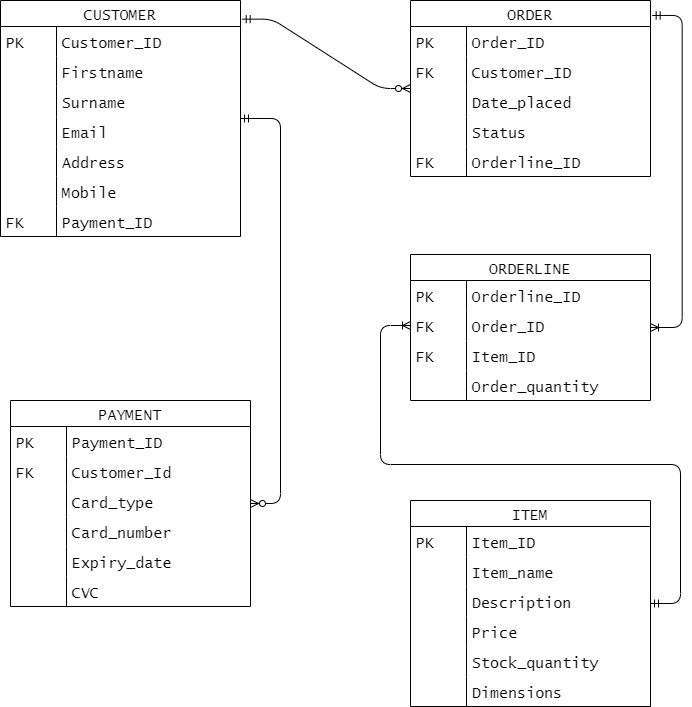 CUSTOMER
PK Customer_ID
Firstname
Surname
Email
Address
Mobile
FK Payment_ID
ORDER
PK Order_ID
FK Customer_ID
Date_placed
Status
FK Orderline_ID
ORDERLINE
PK Orderline_ID
FK Order_ID
FK Item_ID
Order_quantity
PAYMENT
PK Payment_ID
FK Customer_Id
Card_type
Card_number
Expiry_date
CVC
ITEM
PK Item_ID
Item_name
Description
Price
Stock_quantity
Dimensions